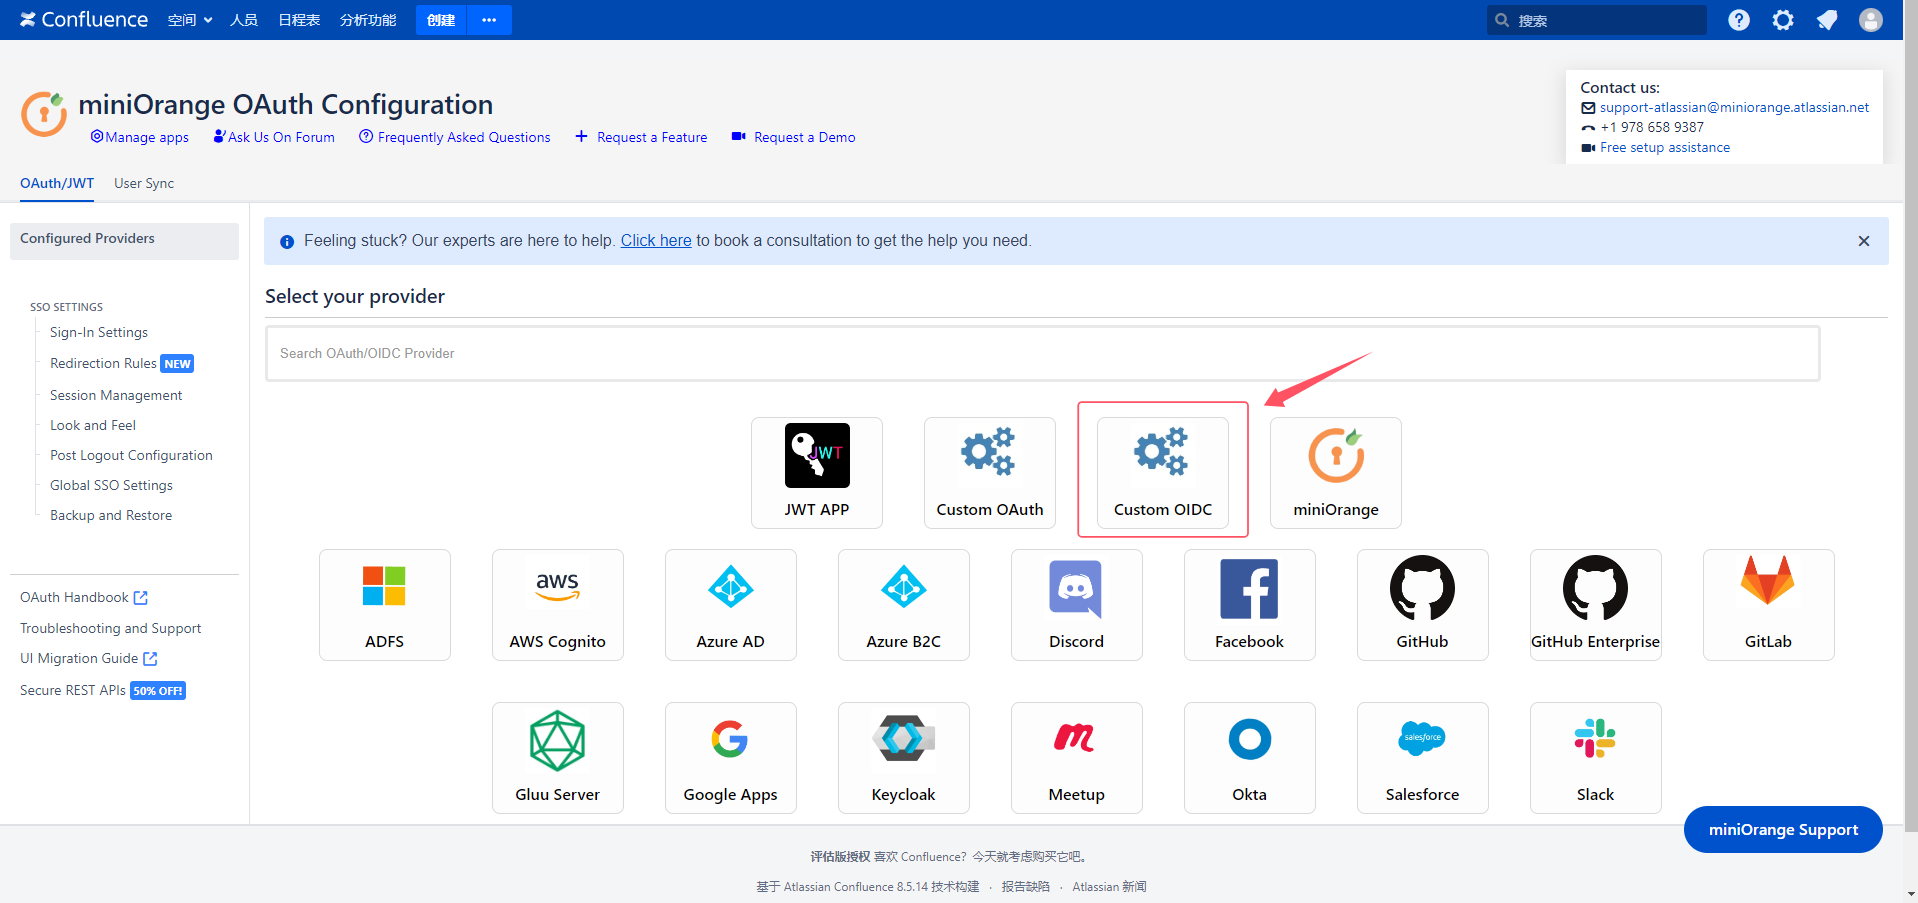 Confluence 空间 人员 日程表 分析功能 创建 ··· 搜索
miniOrange OAuth Configuration
Manage apps Ask Us On Forum Frequently Asked Questions Request a Feature Request a Demo
Contact us:
support-atlassian@miniorange.atlassian.net
+1 978 658 9387
Free setup assistance
OAuth/JWT User Sync
Configured Providers
SSO SETTINGS
Sign-In Settings
Redirection Rules NEW
Session Management
Look and Feel
Post Logout Configuration
Global SSO Settings
Backup and Restore
OAuth Handbook
Troubleshooting and Support
UI Migration Guide
Secure REST APIs 50% OFF!
Feeling stuck? Our experts are here to help. Click here to book a consultation to get the help you need.
Select your provider
Search OAuth/OIDC Provider
JWT
JWT APP Custom OAuth Custom OIDC miniOrange
aws
ADFS AWS Cognito Azure AD Azure B2C Discord Facebook GitHub GitHub Enterprise GitLab
salesforce
Gluu Server Google Apps Keycloak Meetup Okta Salesforce Slack
miniOrange Support
评估版授权 喜欢 Confluence？今天就考虑购买它吧。
基于 Atlassian Confluence 8.5.14 技术构建 · 报告缺陷 · Atlassian 新闻